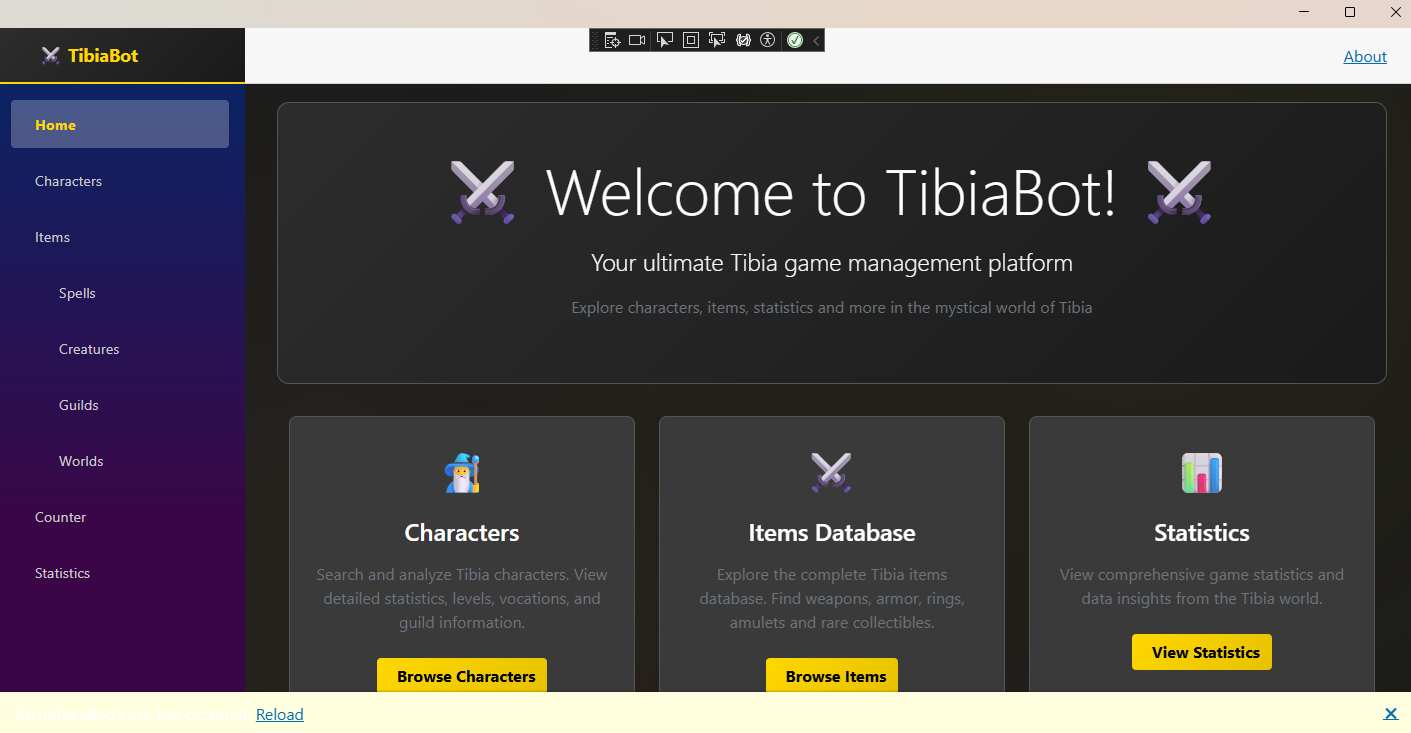 TibiaBot
About
Home
Characters
Items
Spells
Creatures
Guilds
Worlds
Counter
Statistics
Welcome to TibiaBot!
Your ultimate Tibia game management platform
Explore characters, items, statistics and more in the mystical world of Tibia
Characters
Search and analyze Tibia characters. View
detailed statistics, levels, vocations, and
guild information.
Browse Characters
Items Database
Explore the complete Tibia items
database. Find weapons, armor, rings,
amulets and rare collectibles.
Browse Items
Statistics
View comprehensive game statistics and
data insights from the Tibia world.
View Statistics
An unhandled error has occurred. Reload